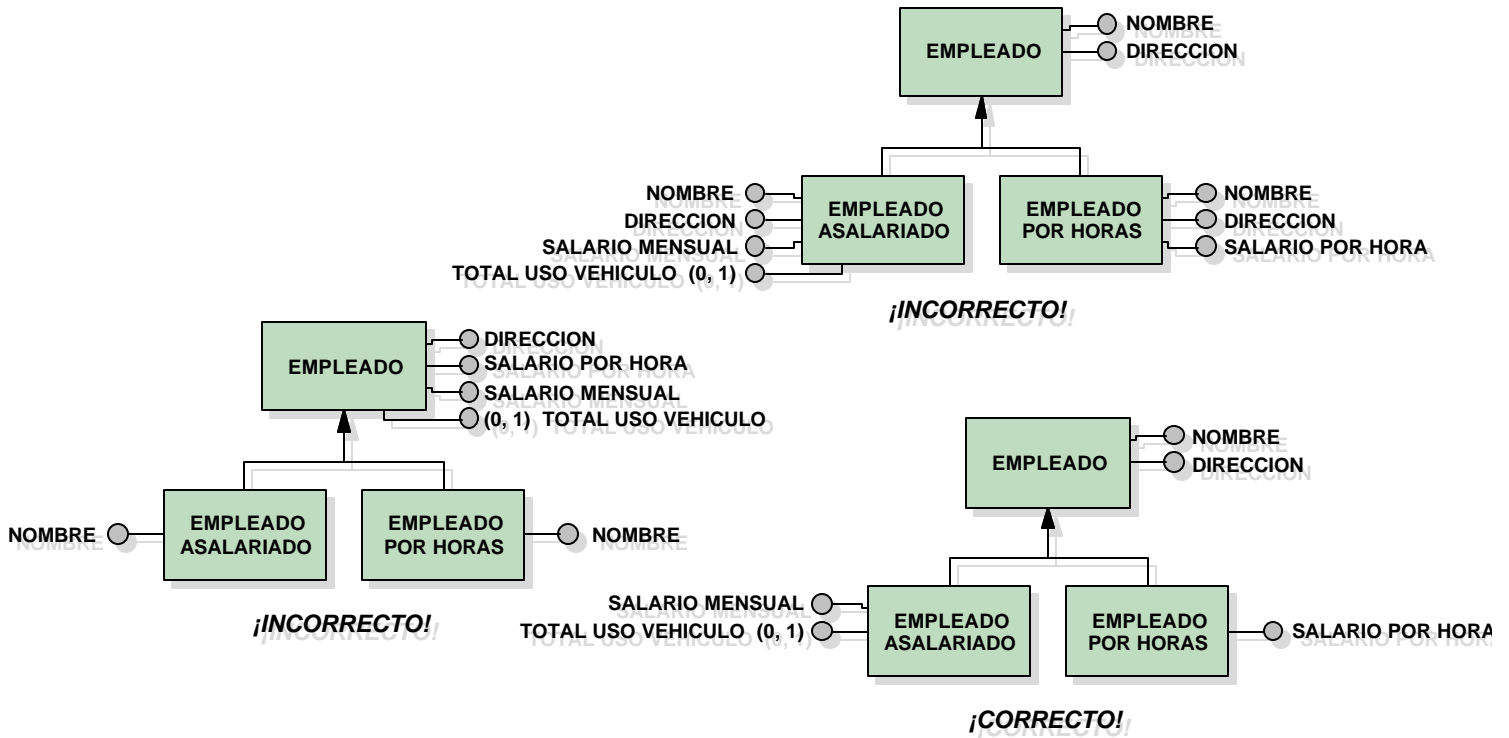 EMPLEADO
NOMBRE
DIRECCION
NOMBRE
DIRECCION
SALARIO MENSUAL
TOTAL USO VEHICULO (0, 1)
EMPLEADO
ASALARIADO
EMPLEADO
POR HORAS
NOMBRE
DIRECCION
SALARIO POR HORA
¡INCORRECTO!
EMPLEADO
DIRECCION
SALARIO POR HORA
SALARIO MENSUAL
(0, 1) TOTAL USO VEHICULO
NOMBRE
EMPLEADO
ASALARIADO
EMPLEADO
POR HORAS
NOMBRE
¡INCORRECTO!
EMPLEADO
NOMBRE
DIRECCION
SALARIO MENSUAL
TOTAL USO VEHICULO (0, 1)
EMPLEADO
ASALARIADO
EMPLEADO
POR HORAS
SALARIO POR HORA
¡CORRECTO!